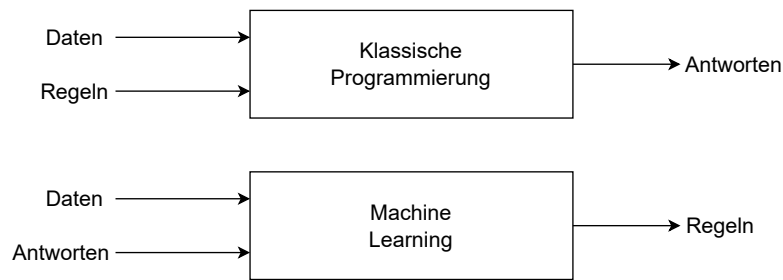 Daten
Regeln
Klassische
Programmierung
Antworten
Daten
Antworten
Machine
Learning
Regeln